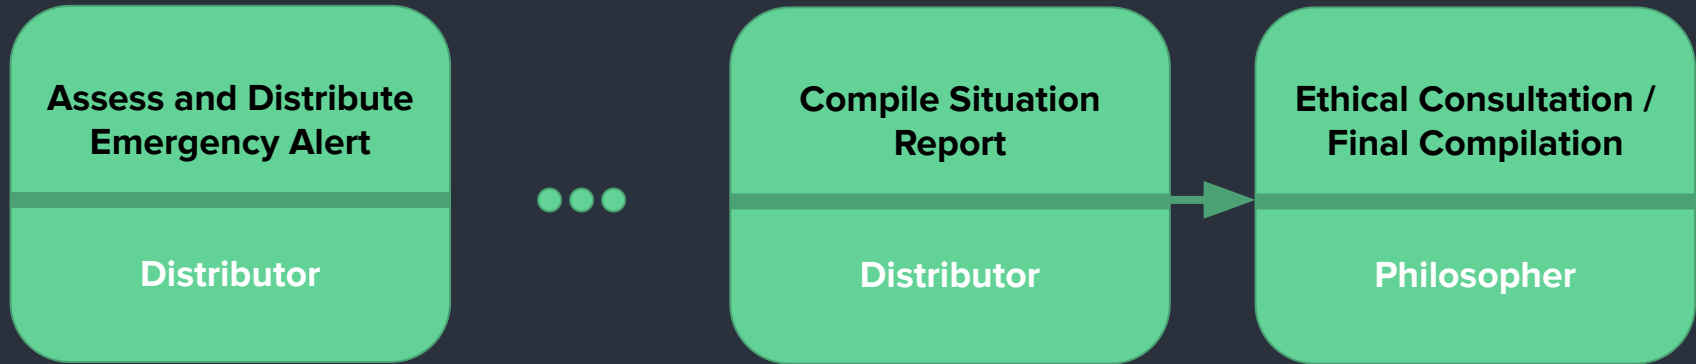 Assess and Distribute
Emergency Alert
Distributor
Compile Situation
Report
Distributor
Ethical Consultation /
Final Compilation
Philosopher